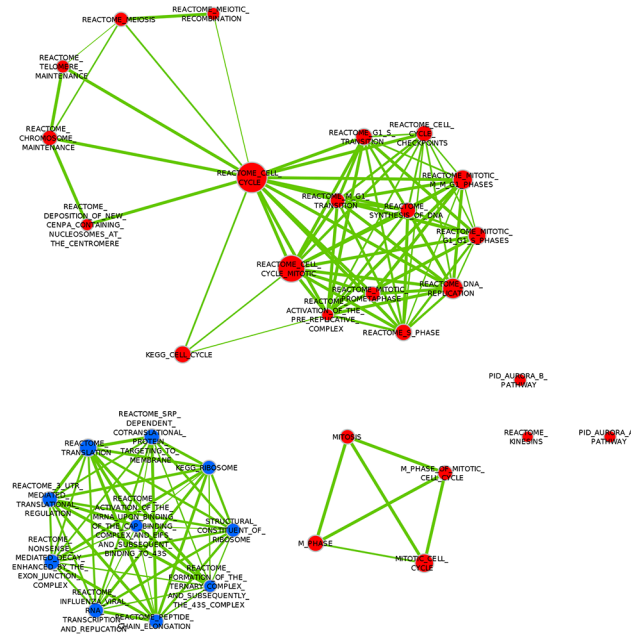 REACTOME_MEIOTIC_
RECOMBINATION
REACTOME_MEIOSIS
REACTOME_
TELOMERE_
MAINTENANCE
REACTOME_
CHROMOSOME_
MAINTENANCE
REACTOME_G1_S_
TRANSITION
REACTOME_CELL_
CYCLE_
CHECKPOINTS
REACTOME_CELL_
CYCLE
REACTOME_MITOTIC_
M_M_G1_PHASES
REACTOME_M_G1_
TRANSITION
REACTOME_
SYNTHESIS_OF_DNA
REACTOME_
DEPOSITION_OF_NEW_
CENPA_CONTAINING_
NUCLEOSOMES_AT_
THE_CENTROMERE
REACTOME_MITOTIC_
G1_G1_S_PHASES
REACTOME_CELL_
CYCLE_MITOTIC
REACTOME_MITOTIC_
PROMETAPHASE
REACTOME_DNA_
REPLICATION
REACTOME_
ACTIVATION_OF_THE_
PRE_REPLICATIVE_
COMPLEX
REACTOME_S_PHASE
KEGG_CELL_CYCLE
PID_AURORA_B_
PATHWAY
REACTOME_
KINESINS
PID_AURORA_A_
PATHWAY
MITOSIS
M_PHASE_OF_MITOTIC_
CELL_CYCLE
M_PHASE
MITOTIC_CELL_
CYCLE
REACTOME_SRP_
DEPENDENT_
COTRANSLATIONAL_
PROTEIN_
TARGETING_TO_
MEMBRANE
REACTOME_
TRANSLATION
KEGG_RIBOSOME
REACTOME_3_UTR_
MEDIATED_
TRANSLATIONAL_
REGULATION
REACTOME_
ACTIVATION_OF_THE_
MRNA_UPON_BINDING_
OF_THE_CAP_BINDING_
COMPLEX_AND_EIFS_
AND_SUBSEQUENT_
BINDING_TO_43S
STRUCTURAL_
CONSTITUENT_OF_
RIBOSOME
REACTOME_
NONSENSE_
MEDIATED_DECAY_
ENHANCED_BY_THE_
EXON_JUNCTION_
COMPLEX
REACTOME_
FORMATION_OF_THE_
TERNARY_COMPLEX_
AND_SUBSEQUENTLY_
THE_43S_COMPLEX
REACTOME_
INFLUENZA_VIRAL_
RNA_
TRANSCRIPTION_
AND_REPLICATION
REACTOME_PEPTIDE_
CHAIN_ELONGATION